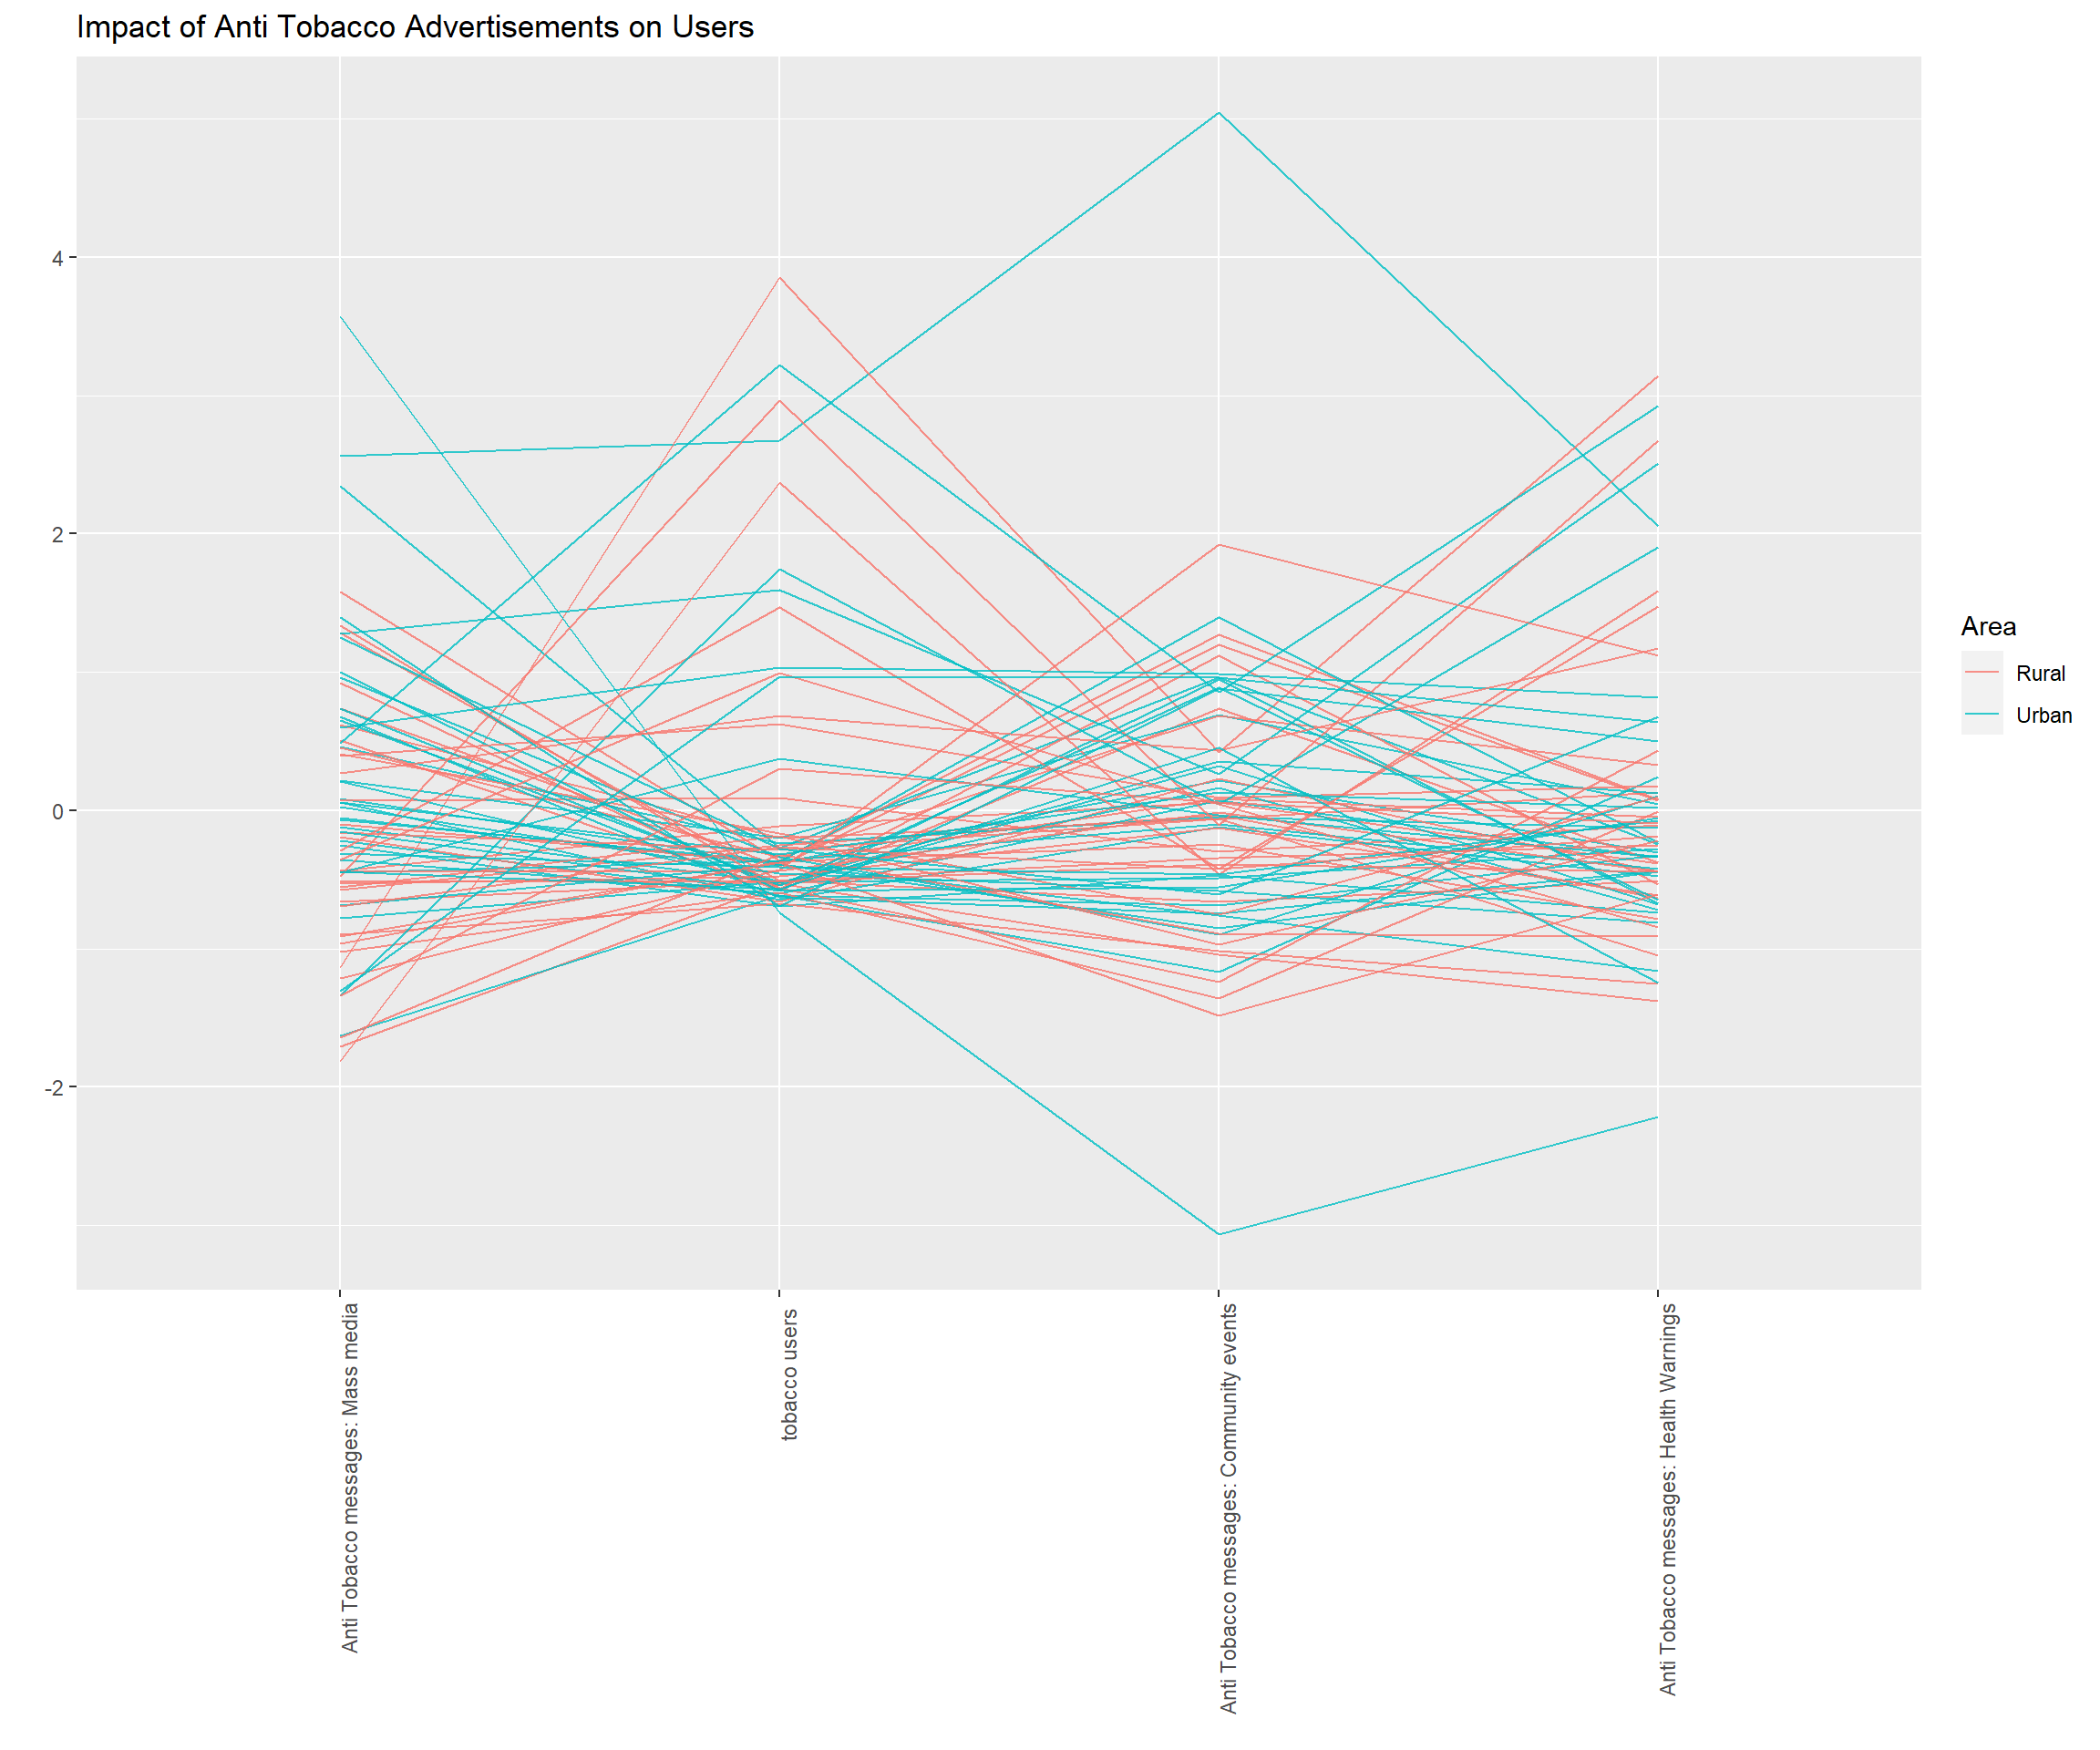 Impact of Anti Tobacco Advertisements on Users
4
2
0
-2
Anti Tobacco messages: Mass media
tobacco users
Anti Tobacco messages: Community events
Anti Tobacco messages: Health Warnings
Area
Rural
Urban